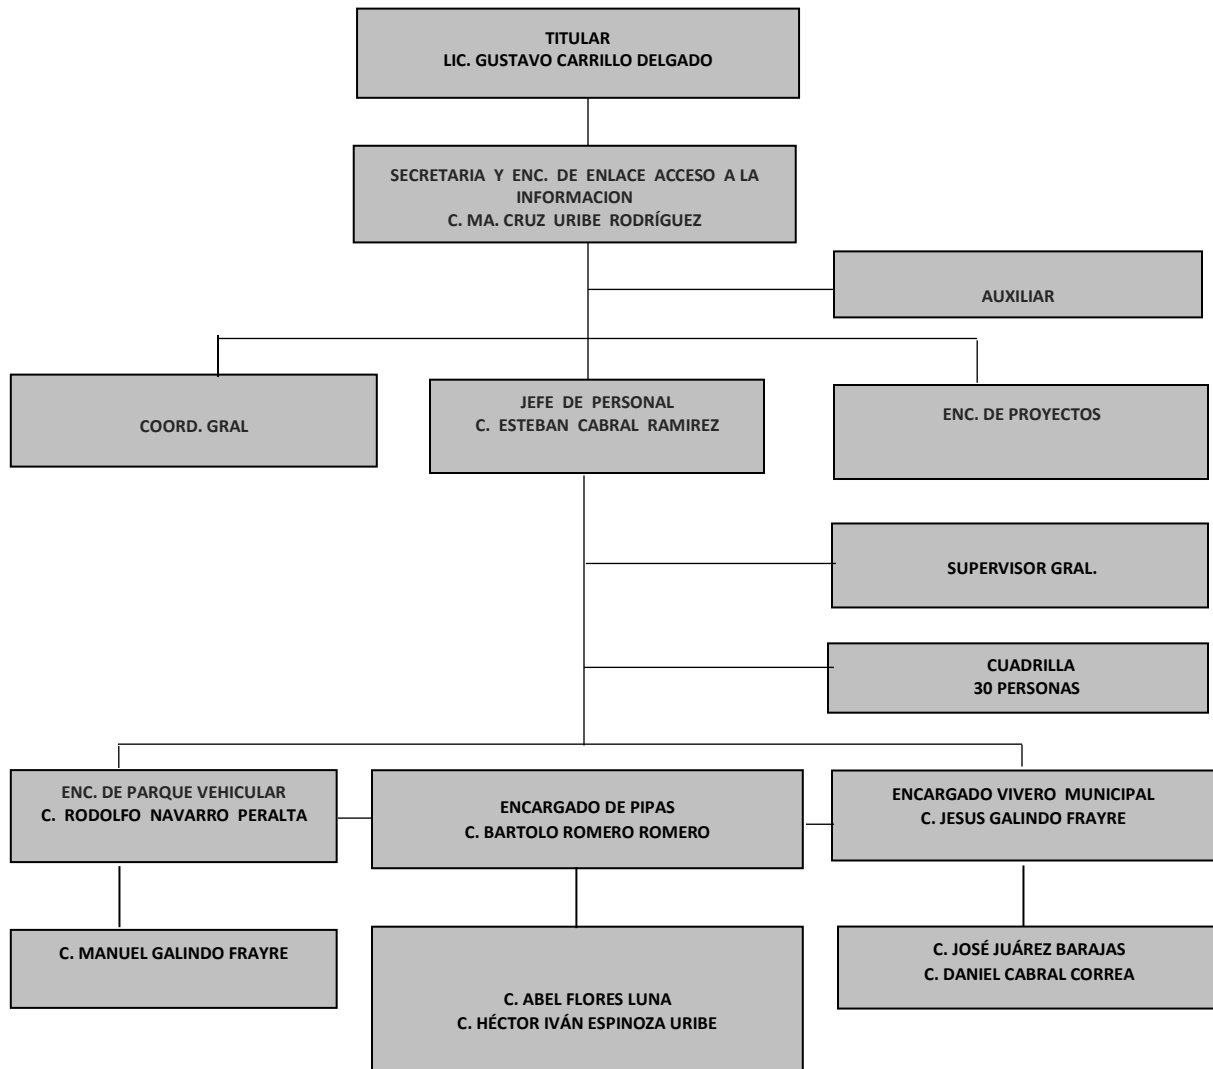 TITULAR
LIC. GUSTAVO CARRILLO DELGADO
SECRETARIA Y ENC. DE ENLACE ACCESO A LA
INFORMACION
C. MA. CRUZ URIBE RODRÍGUEZ
AUXILIAR
COORD. GRAL
JEFE DE PERSONAL
C. ESTEBAN CABRAL RAMIREZ
ENC. DE PROYECTOS
SUPERVISOR GRAL.
CUADRILLA
30 PERSONAS
ENC. DE PARQUE VEHICULAR
C. RODOLFO NAVARRO PERALTA
ENCARGADO DE PIPAS
C. BARTOLO ROMERO ROMERO
ENCARGADO VIVERO MUNICIPAL
C. JESUS GALINDO FRAYRE
C. MANUEL GALINDO FRAYRE
C. ABEL FLORES LUNA
C. HÉCTOR IVÁN ESPINOZA URIBE
C. JOSÉ JUÁREZ BARAJAS
C. DANIEL CABRAL CORREA